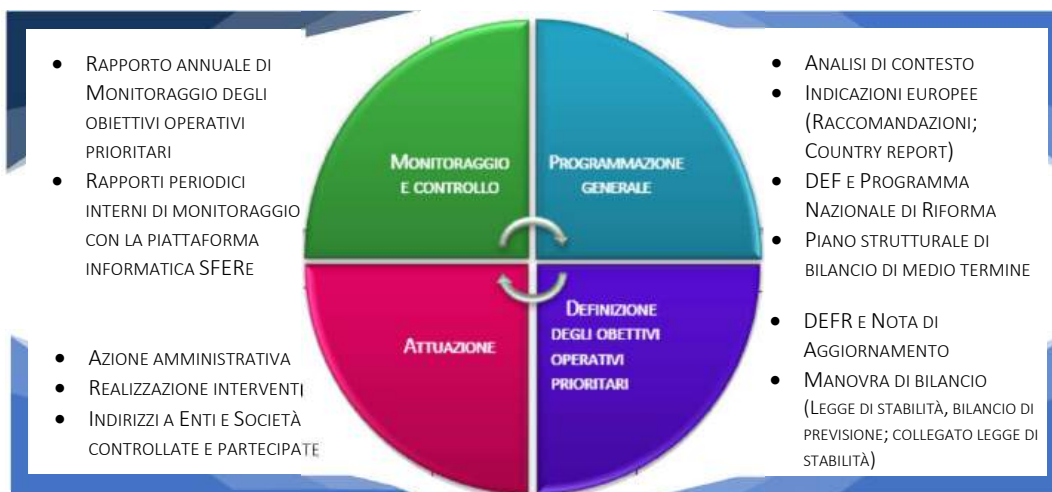 • RAPPORTO ANNUALE DI
MONITORAGGIO DEGLI
OBIETTIVI OPERATIVI
PRIORITARI
• RAPPORTI PERIODICI
INTERNI DI MONITORAGGIO
CON LA PIATTAFORMA
INFORMATICA SFERE
• AZIONE AMMINISTRATIVA
• REALIZZAZIONE INTERVENTI
• INDIRIZZI A ENTI E SOCIETÀ
CONTROLLATE E PARTECIPATE
MONITORAGGIO
E CONTROLLO
PROGRAMMAZIONE
GENERALE
ATTUAZIONE
DEFINIZIONE
DEGLI OBETTIVI
OPERATIVI
PRIORITARI
• ANALISI DI CONTESTO
• INDICAZIONI EUROPEE
(RACCOMANDAZIONI;
COUNTRY REPORT)
• DEF E PROGRAMMA
NAZIONALE DI RIFORMA
• PIANO STRUTTURALE DI
BILANCIO DI MEDIO TERMINE
• DEFR E NOTA DI
AGGIORNAMENTO
• MANOVRA DI BILANCIO
(LEGGE DI STABILITÀ, BILANCIO DI
PREVISIONE; COLLEGATO LEGGE DI
STABILITÀ)